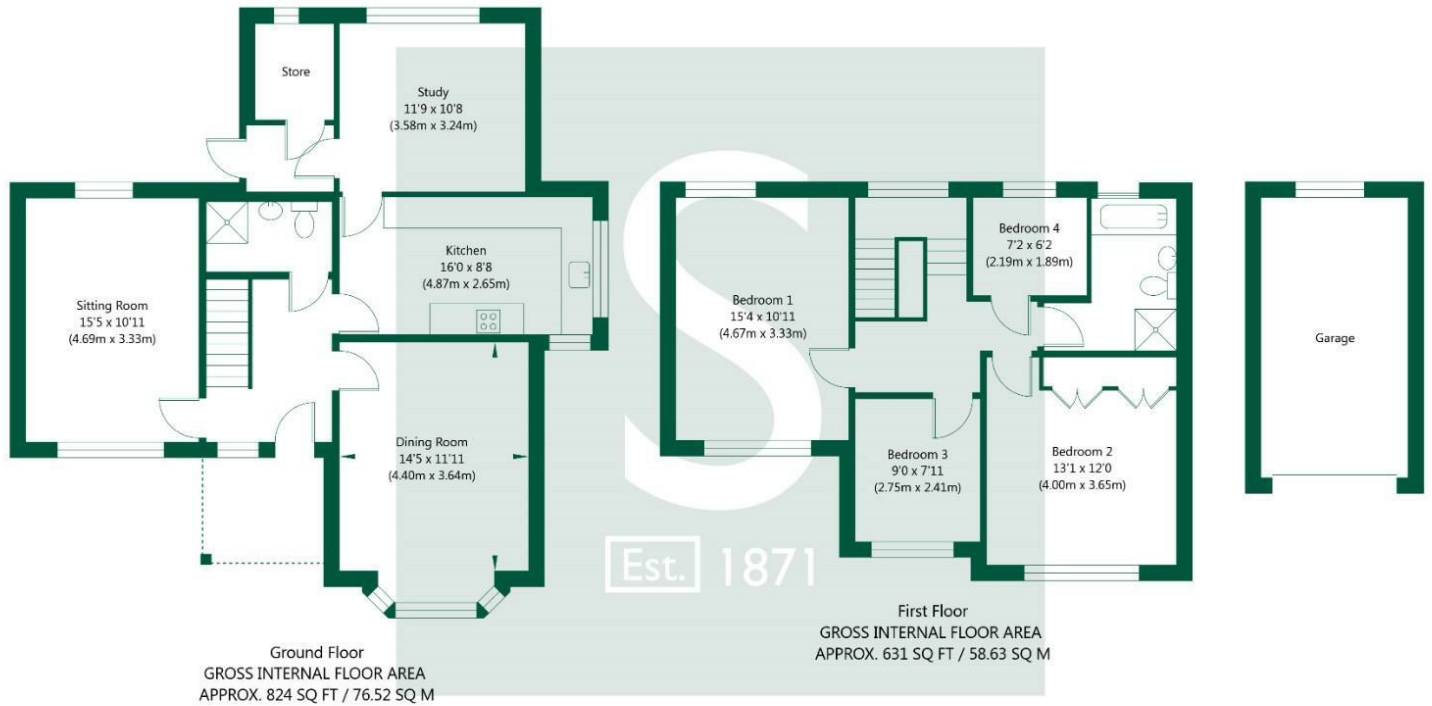 Store
Study
11'9 x 10'8
(3.58m x 3.24m)
Sitting Room
15'5 x 10'11
(4.69m x 3.33m)
Kitchen
16'0 x 8'8
(4.87m x 2.65m)
Dining Room
14'5 x 11'11
(4.40m x 3.64m)
Ground Floor
GROSS INTERNAL FLOOR AREA
APPROX. 824 SQ FT / 76.52 SQ M
Bedroom 1
15'4 x 10'11
(4.67m x 3.33m)
Bedroom 4
7'2 x 6'2
(2.19m x 1.89m)
Bedroom 3
9'0 x 7'11
(2.75m x 2.41m)
Bedroom 2
13'1 x 12'0
(4.00m x 3.65m)
First Floor
GROSS INTERNAL FLOOR AREA
APPROX. 631 SQ FT / 58.63 SQ M
Garage
S
Est. 1871